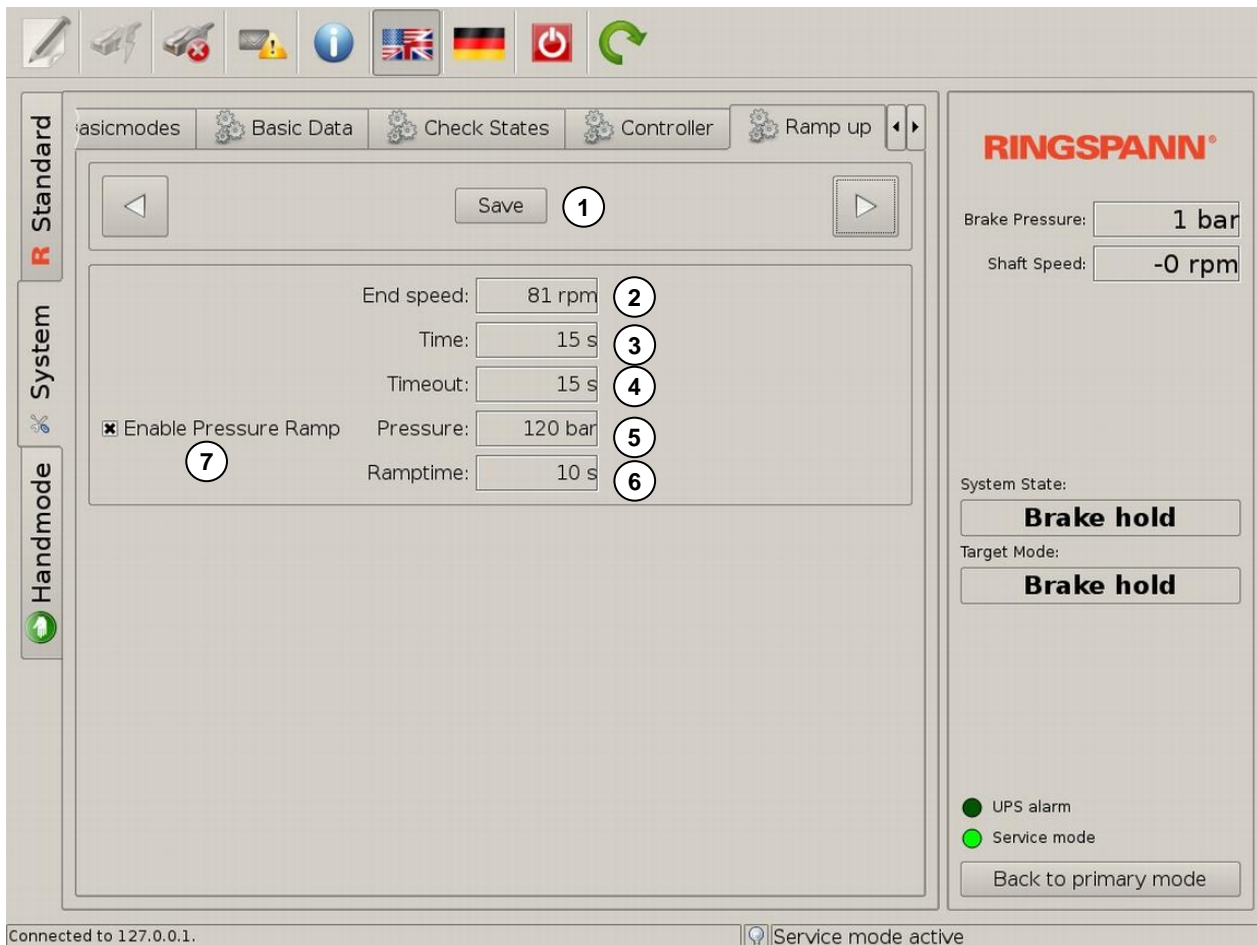 Standard
System
Handmode
asicmodes
Basic Data
Check States
Controller
Ramp up
Save 1
End speed: 81 rpm 2
Time: 15 s 3
Timeout: 15 s 4
Enable Pressure Ramp Pressure: 120 bar 5
7
Ramptime: 10 s 6
RINGSPANN®
Brake Pressure: 1 bar
Shaft Speed: -0 rpm
System State:
Brake hold
Target Mode:
Brake hold
UPS alarm
Service mode
Back to primary mode
Connected to 127.0.0.1.
Service mode active